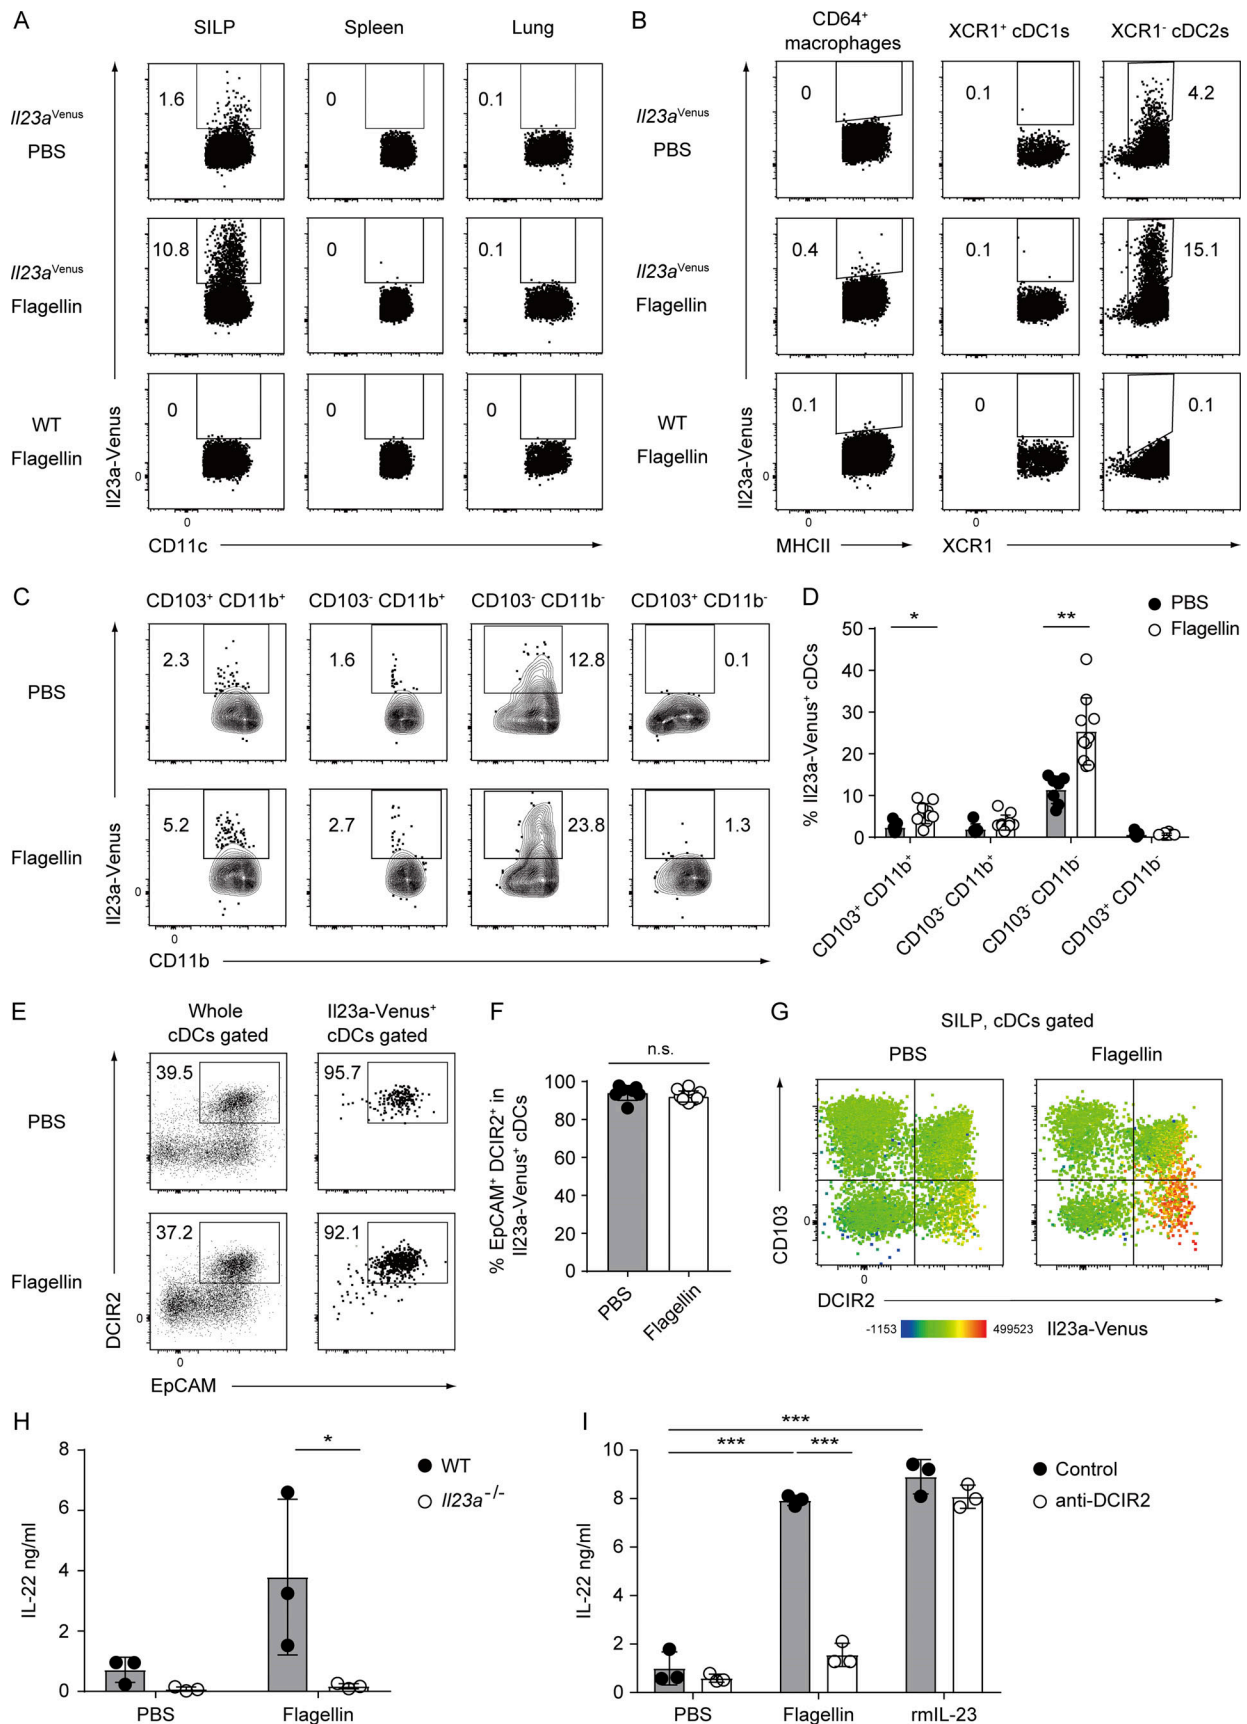 A
SILP Spleen Lung
Il23aVenus
PBS
1.6 0 0.1
Il23aVenus
Flagellin
10.8 0 0.1
WT
Flagellin
0 0 0
Il23a-Venus
0
0
CD11c
B
CD64+ macrophages XCR1+ cDC1s XCR1- cDC2s
Il23aVenus
PBS
0 0.1 4.2
Il23aVenus
Flagellin
0.4 0.1 15.1
WT
Flagellin
0.1 0 0.1
Il23a-Venus
0
0 0
MHCII XCR1
C
CD103+ CD11b+ CD103- CD11b+ CD103- CD11b- CD103+ CD11b-
PBS
2.3 1.6 12.8 0.1
Flagellin
5.2 2.7 23.8 1.3
Il23a-Venus
0
0
CD11b
D
PBS
Flagellin
* **
% Il23a-Venus+ cDCs
50
40
30
20
10
0
CD103+ CD11b+
CD103- CD11b+
CD103- CD11b-
CD103+ CD11b-
E
Whole cDCs gated
Il23a-Venus+ cDCs gated
PBS
39.5 95.7
Flagellin
37.2 92.1
DCIR2
0
0
EpCAM
F
n.s.
% EpCAM+ DCIR2+ in
Il23a-Venus+ cDCs
100
80
60
40
20
0
PBS
Flagellin
G
SILP, cDCs gated
PBS Flagellin
CD103
0
0
DCIR2
-1153 499523 Il23a-Venus
H
*
WT
Il23a-/-
IL-22 ng/ml
8
6
4
2
0
PBS Flagellin
I
***
*** ***
Control
anti-DCIR2
IL-22 ng/ml
10
8
6
4
2
0
PBS Flagellin rmIL-23